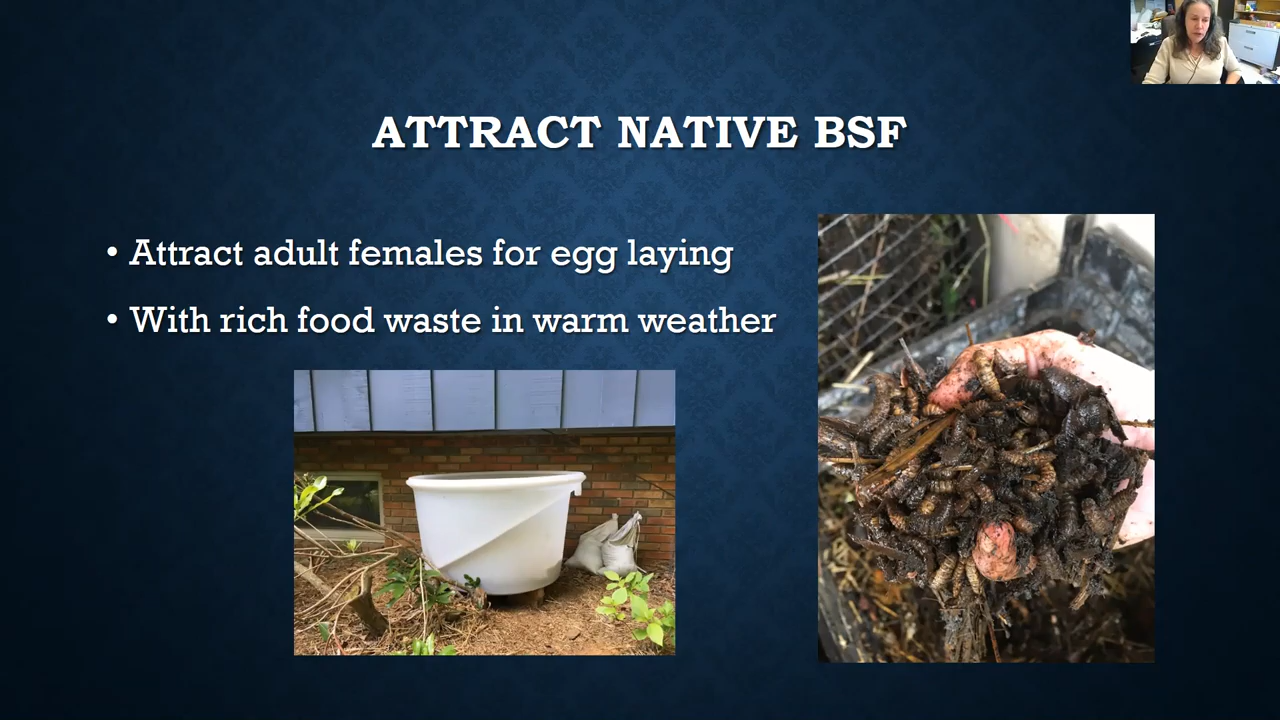 ATTRACT NATIVE BSF
• Attract adult females for egg laying
• With rich food waste in warm weather